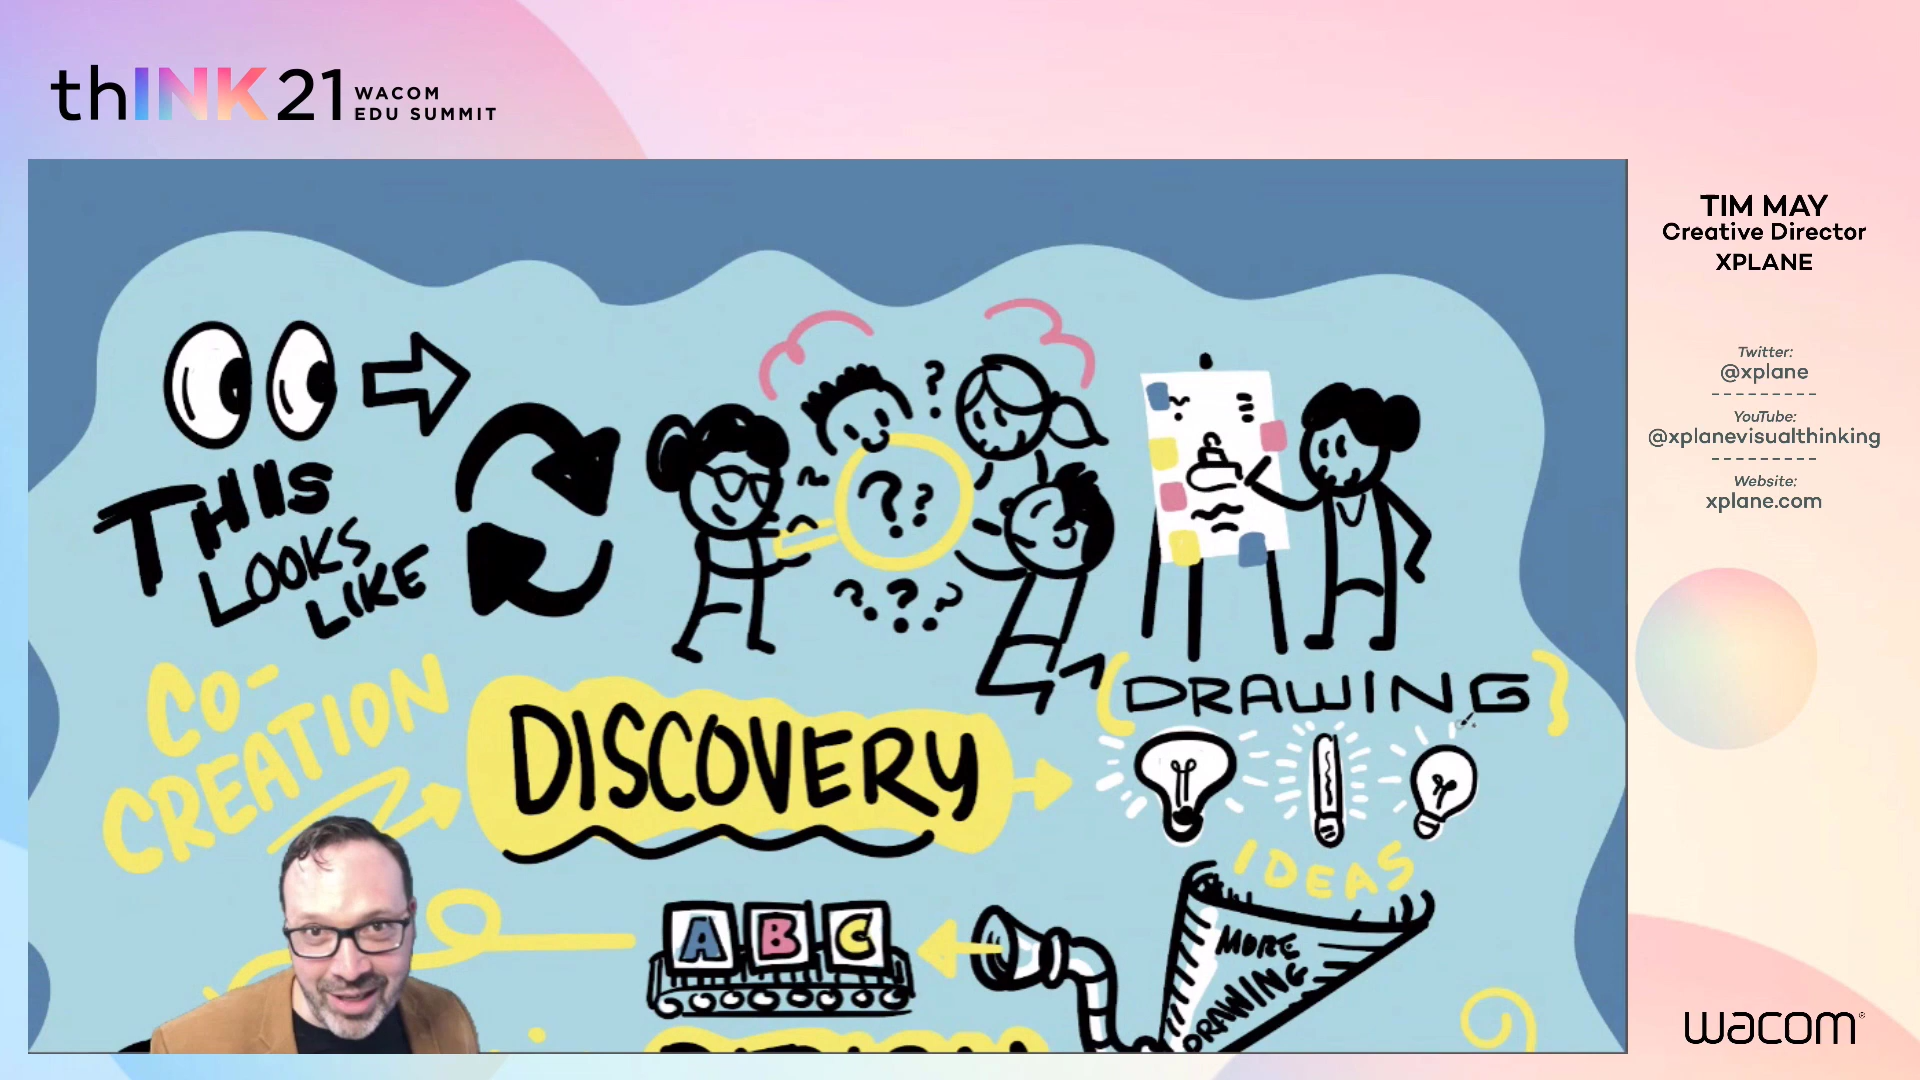 thINK21 WACOM
EDU SUMMIT
TIM MAY
Creative Director
XPLANE
Twitter:
@xplane
YouTube:
@xplanevisualthinking
Website:
xplane.com
THIS
LOOKS
LIKE
? ?
?
? ? ?
CO-
CREATION
DISCOVERY
(DRAWING)
IDEAS
A B C
MORE
DRAWING
wacom®